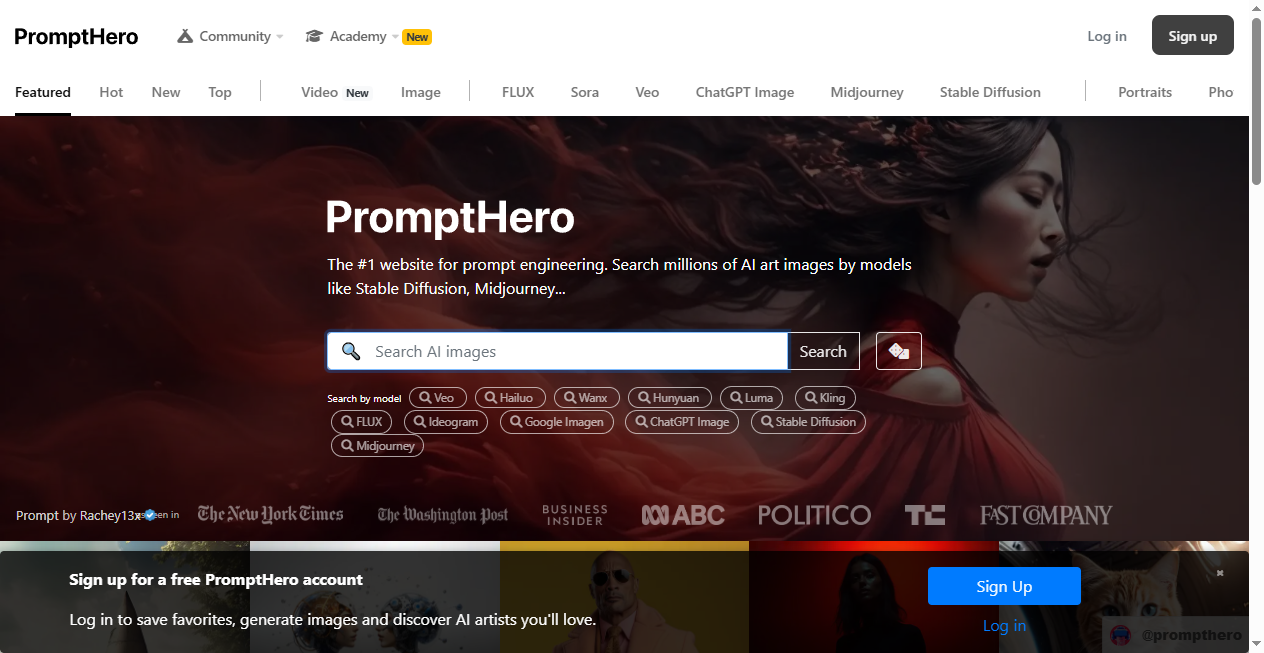 PromptHero Community Academy New Log in Sign up
Featured Hot New Top Video New Image FLUX Sora Veo ChatGPT Image Midjourney Stable Diffusion Portraits Pho
PromptHero
The #1 website for prompt engineering. Search millions of AI art images by models
like Stable Diffusion, Midjourney...
Search AI images Search
Search by model Veo Hailuo Wanx Hunyuan Luma Kling
FLUX Ideogram Google Imagen ChatGPT Image Stable Diffusion
Midjourney
Prompt by Rachey13x seen in The New York Times The Washington Post BUSINESS INSIDER ABC POLITICO TC FAST COMPANY
Sign up for a free PromptHero account
Sign Up
Log in to save favorites, generate images and discover AI artists you'll love.
Log in
@prompthero